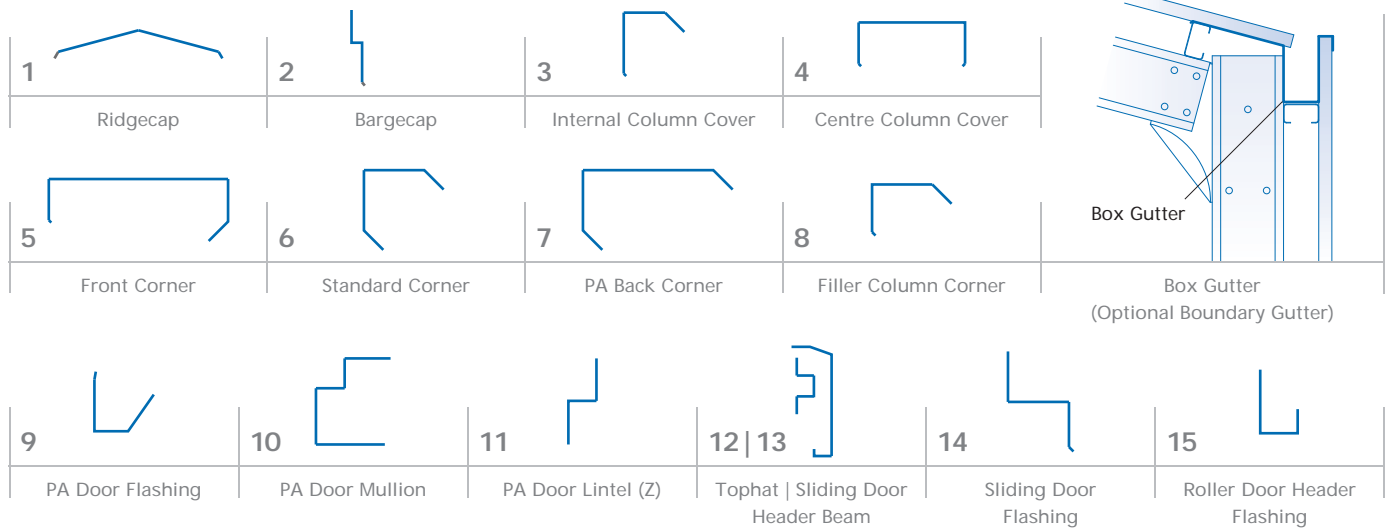 1
2
3
4
Ridgecap
Bargecap
Internal Column Cover
Centre Column Cover
Box Gutter
5
6
7
8
Front Corner
Standard Corner
PA Back Corner
Filler Column Corner
Box Gutter
(Optional Boundary Gutter)
9
10
11
12 | 13
14
15
PA Door Flashing
PA Door Mullion
PA Door Lintel (Z)
Tophat | Sliding Door
Header Beam
Sliding Door
Flashing
Roller Door Header
Flashing